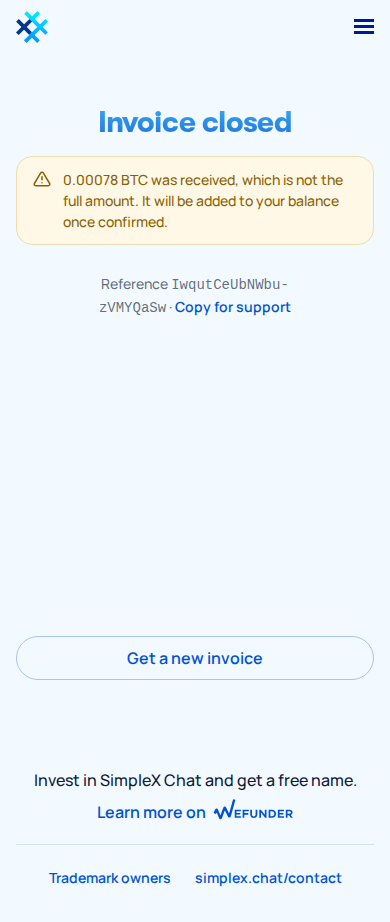 Invoice closed
0.00078 BTC was received, which is not the
full amount. It will be added to your balance
once confirmed.
Reference IwqutCeUbNWbu-
zVMYQaSw · Copy for support
Get a new invoice
Invest in SimpleX Chat and get a free name.
Learn more on WEFUNDER
Trademark owners simplex.chat/contact